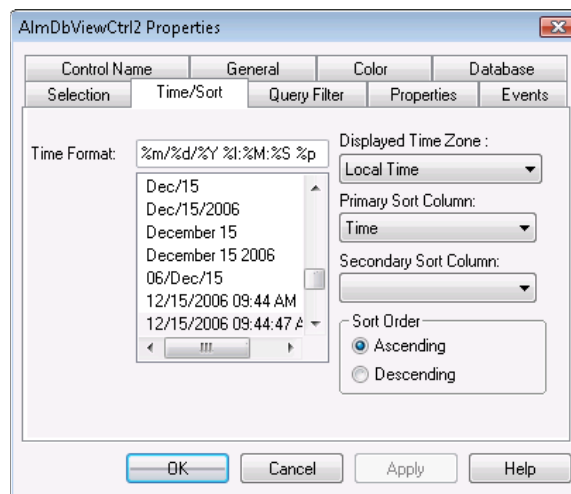 AlmDbViewCtrl2 Properties
Control Name General Color Database
Selection Time/Sort Query Filter Properties Events
Time Format: %m/%d/%Y %I:%M:%S %p
Dec/15
Dec/15/2006
December 15
December 15 2006
06/Dec/15
12/15/2006 09:44 AM
12/15/2006 09:44:47 A
Displayed Time Zone :
Local Time
Primary Sort Column:
Time
Secondary Sort Column:
Sort Order
Ascending
Descending
OK Cancel Apply Help